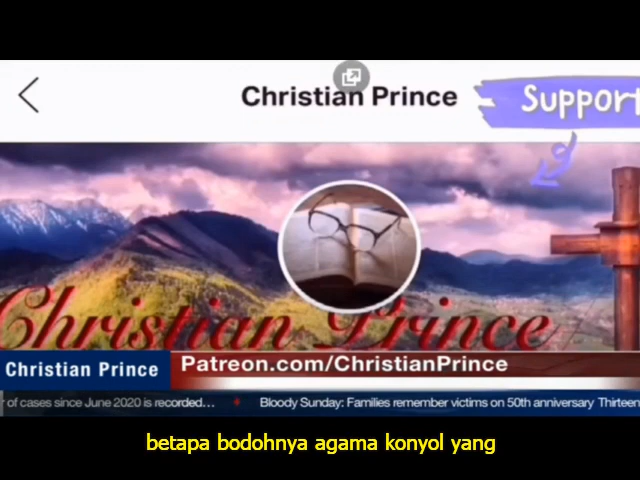 Christian Prince
Support
Christian Prince
Christian Prince
Patreon.com/ChristianPrince
of cases since June 2020 is recorded... Bloody Sunday: Families remember victims on 50th anniversary Thirteen
betapa bodohnya agama konyol yang